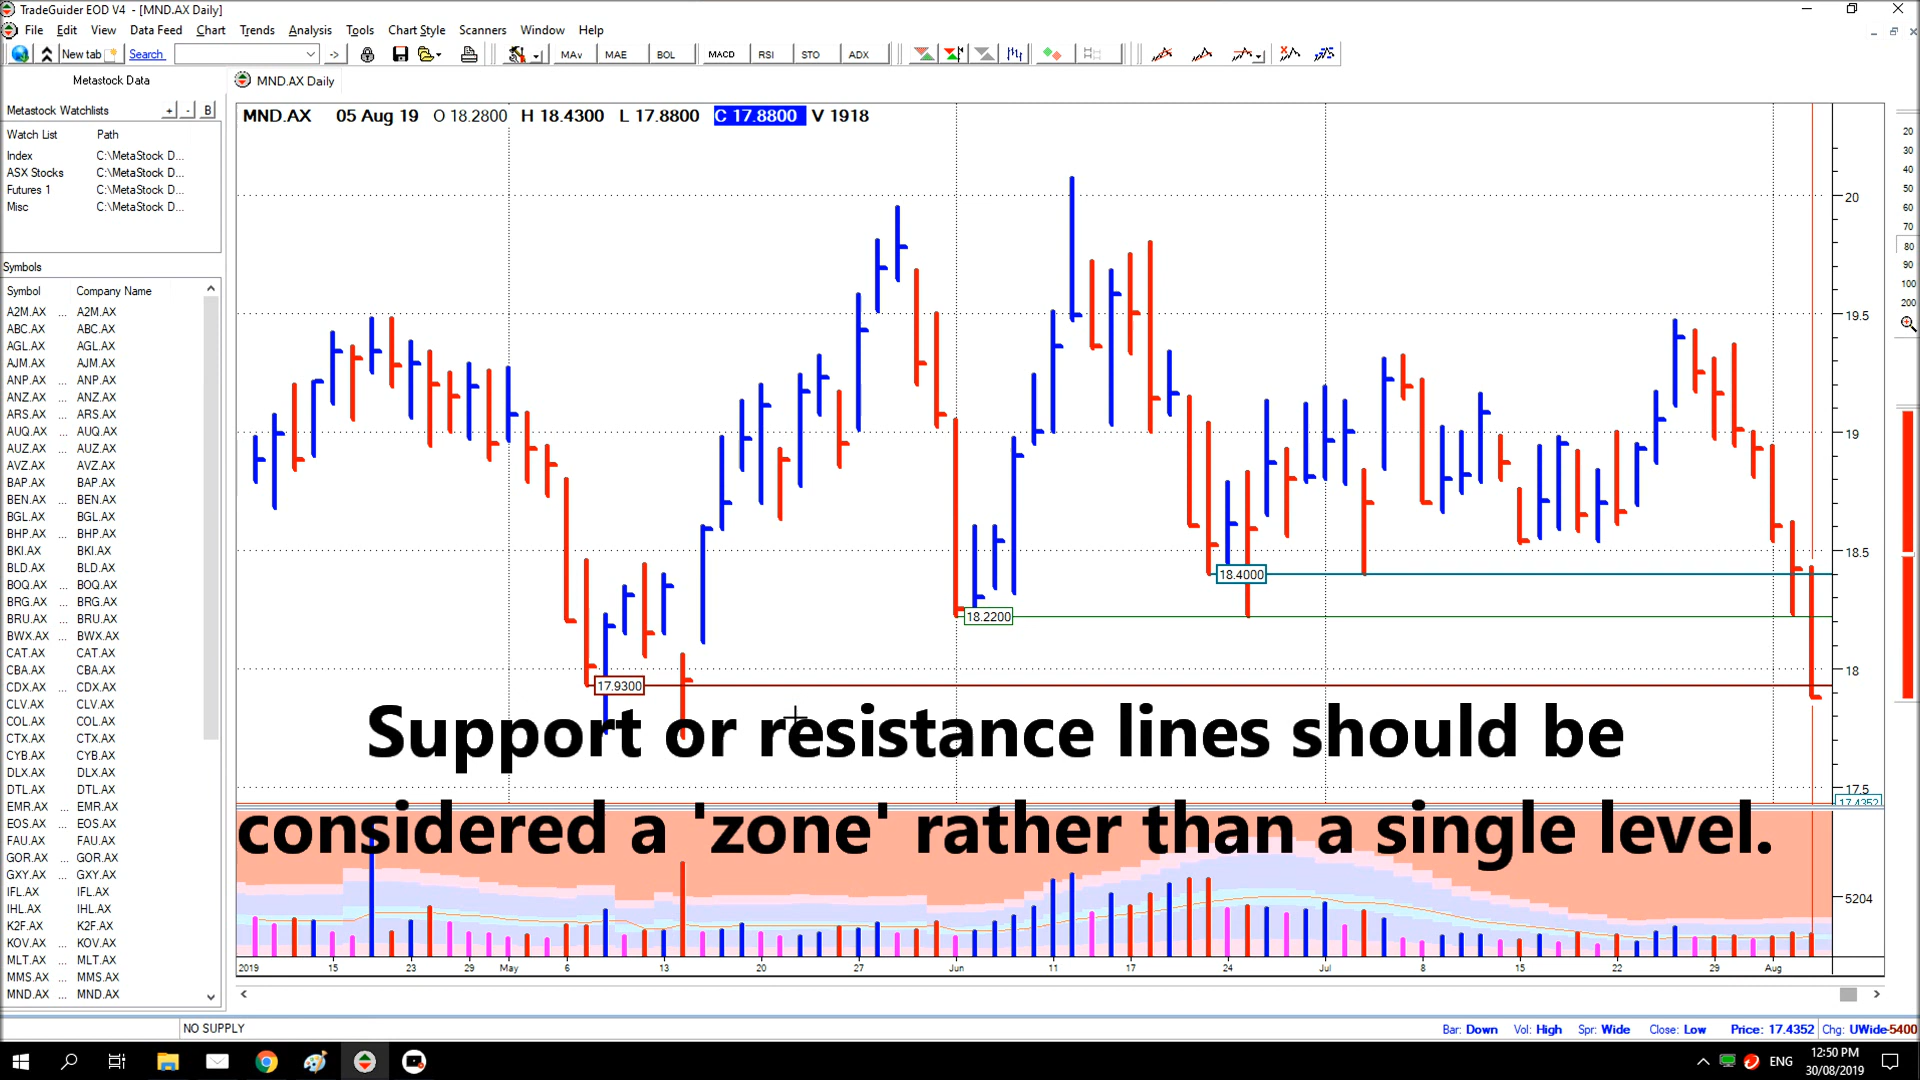 TradeGuider EOD V4 - [MND.AX Daily]
File Edit View Data Feed Chart Trends Analysis Tools Chart Style Scanners Window Help
New tab Search -> MAv MAE BOL MACD RSI STO ADX
Metastock Data
MND.AX Daily
Metastock Watchlists + - B
Watch List Path
Index C:\MetaStock D...
ASX Stocks C:\MetaStock D...
Futures 1 C:\MetaStock D...
Misc C:\MetaStock D...
Symbols
Symbol Company Name
A2M.AX ... A2M.AX
ABC.AX ABC.AX
AGL.AX AGL.AX
AJM.AX AJM.AX
ANP.AX ... ANP.AX
ANZ.AX ... ANZ.AX
ARS.AX ... ARS.AX
AUQ.AX ... AUQ.AX
AUZ.AX ... AUZ.AX
AVZ.AX AVZ.AX
BAP.AX ... BAP.AX
BEN.AX ... BEN.AX
BGL.AX BGL.AX
BHP.AX ... BHP.AX
BKI.AX BKI.AX
BLD.AX BLD.AX
BOQ.AX ... BOQ.AX
BRG.AX ... BRG.AX
BRU.AX ... BRU.AX
BWX.AX ... BWX.AX
CAT.AX CAT.AX
CBA.AX CBA.AX
CDX.AX ... CDX.AX
CLV.AX CLV.AX
COL.AX COL.AX
CTX.AX CTX.AX
CYB.AX CYB.AX
DLX.AX DLX.AX
DTL.AX DTL.AX
EMR.AX ... EMR.AX
EOS.AX ... EOS.AX
FAU.AX FAU.AX
GOR.AX ... GOR.AX
GXY.AX ... GXY.AX
IFL.AX IFL.AX
IHL.AX IHL.AX
K2F.AX ... K2F.AX
KOV.AX ... KOV.AX
MLT.AX ... MLT.AX
MMS.AX ... MMS.AX
MND.AX ... MND.AX
MND.AX 05 Aug 19 O 18.2800 H 18.4300 L 17.8800 C 17.8800 V 1918
20
19.5
19
18.5
18
17.5
17.4352
5204
18.4000
18.2200
17.9300
Support or resistance lines should be
considered a 'zone' rather than a single level.
2019 15 23 29 May 6 13 20 27 Jun 11 17 24 Jul 8 15 22 29 Aug
20
30
40
50
60
70
80
90
100
200
NO SUPPLY
Bar: Down Vol: High Spr: Wide Close: Low Price: 17.4352 Chg: UWide-5400
ENG
12:50 PM
30/08/2019